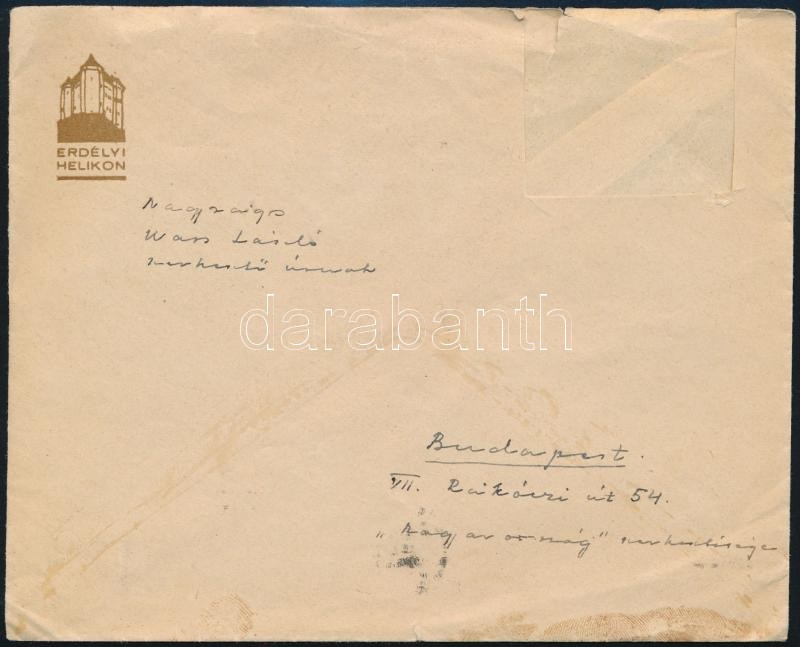 ERDÉLYI
HELIKON
Nagyságos
Wass László
szerkesztő úrnak
darabanth
Budapest.
VII. Rákóczi út 54.
"Magyarország" szerkesztősége